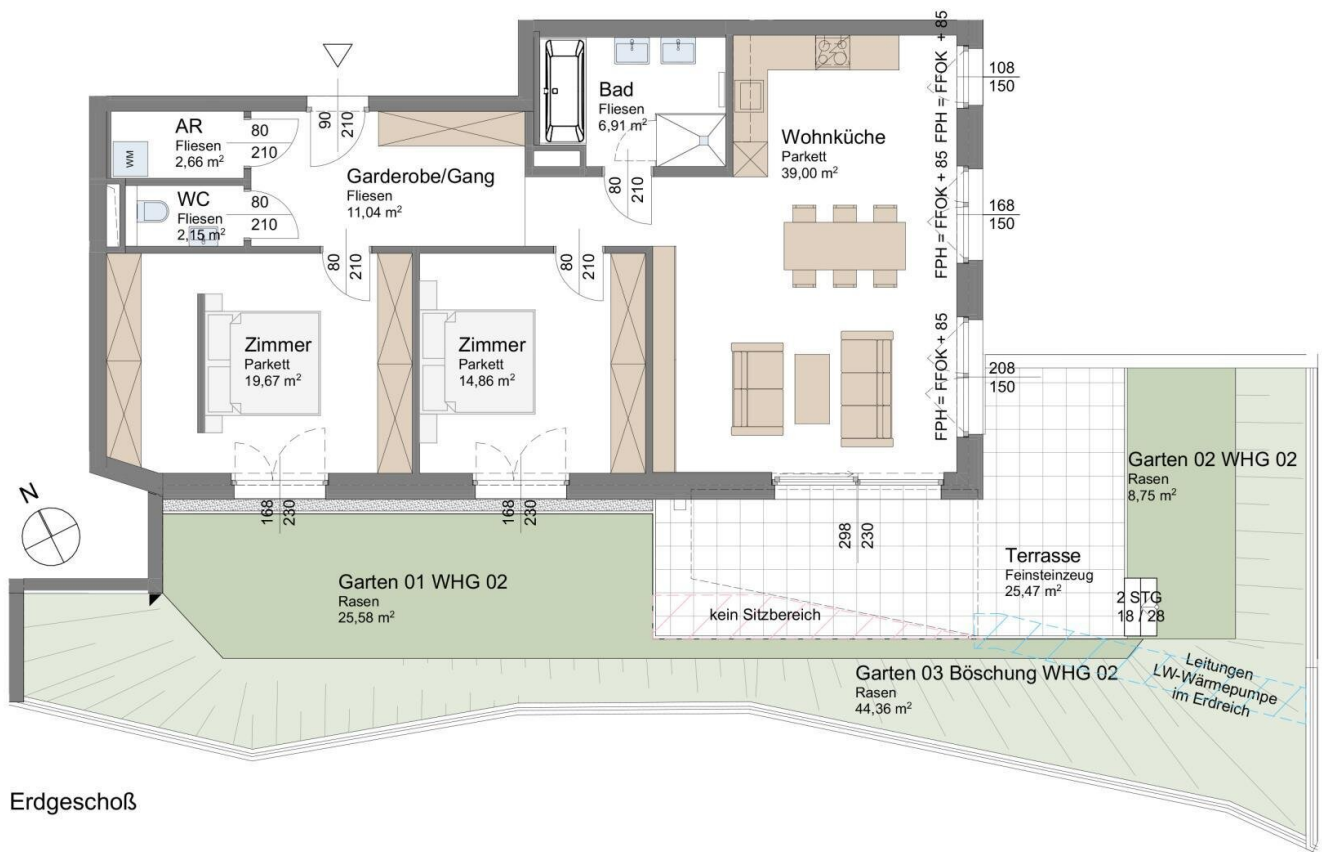 AR
Fliesen
2,66 m²
WM
80
210
90
210
WC
Fliesen
2,15 m²
80
210
Garderobe/Gang
Fliesen
11,04 m²
Bad
Fliesen
6,91 m²
80
210
Wohnküche
Parkett
39,00 m²
FPH = FFOK + 85
108
150
FPH = FFOK + 85
168
150
FPH = FFOK + 85
208
150
80
210
80
210
Zimmer
Parkett
19,67 m²
Zimmer
Parkett
14,86 m²
168
230
168
230
298
230
N
Garten 01 WHG 02
Rasen
25,58 m²
Garten 02 WHG 02
Rasen
8,75 m²
Terrasse
Feinsteinzeug
25,47 m²
2 STG
18 / 28
kein Sitzbereich
Garten 03 Böschung WHG 02
Rasen
44,36 m²
Leitungen
LW-Wärmepumpe
im Erdreich
Erdgeschoß